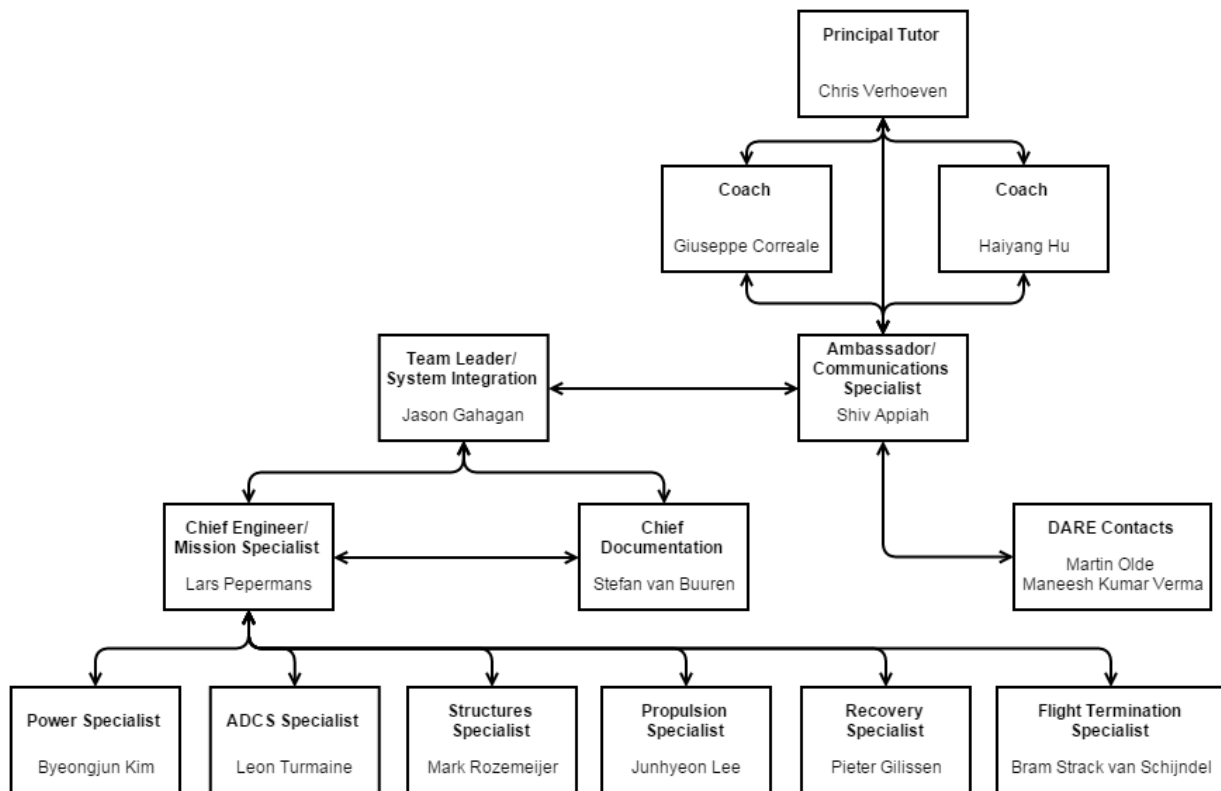 Principal Tutor
Chris Verhoeven
Coach
Giuseppe Correale
Coach
Haiyang Hu
Team Leader/
System Integration
Jason Gahagan
Ambassador/
Communications
Specialist
Shiv Appiah
Chief Engineer/
Mission Specialist
Lars Pepermans
Chief
Documentation
Stefan van Buuren
DARE Contacts
Martin Olde
Maneesh Kumar Verma
Power Specialist
Byeongjun Kim
ADCS Specialist
Leon Turmaine
Structures
Specialist
Mark Rozemeijer
Propulsion
Specialist
Junhyeon Lee
Recovery
Specialist
Pieter Gilissen
Flight Termination
Specialist
Bram Strack van Schijndel